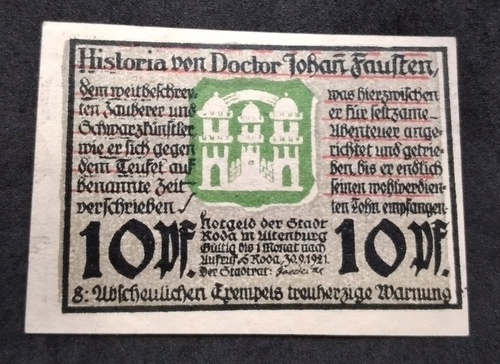 Historia von Doctor Johañ Fausten,
dem weitbeschrey-
ten Zauberer und
Schwarzkünstler
wie er sich gegen
dem Teufel auf
benannte Zeit
verschrieben
was hierzwischen
er für seltzame
Abenteuer ange-
richtet und getrie-
ben, bis er endlich
seinen wohlverdien-
ten Lohn empfangen
10 Pf.
Notgeld der Stadt
Roda in Altenburg
Gültig bis 1 Monat nach
Aufruf. Roda, 30.9.1921.
Der Stadtrat:
10 Pf.
8: Abscheulichen Exempels treuherzige Warnung